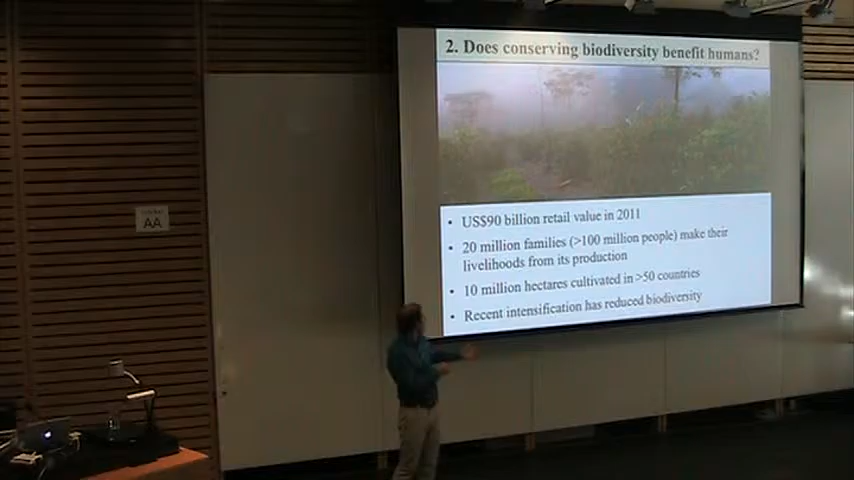 2. Does conserving biodiversity benefit humans?
• US$90 billion retail value in 2011
• 20 million families (>100 million people) make their
livelihoods from its production
• 10 million hectares cultivated in >50 countries
• Recent intensification has reduced biodiversity
AA